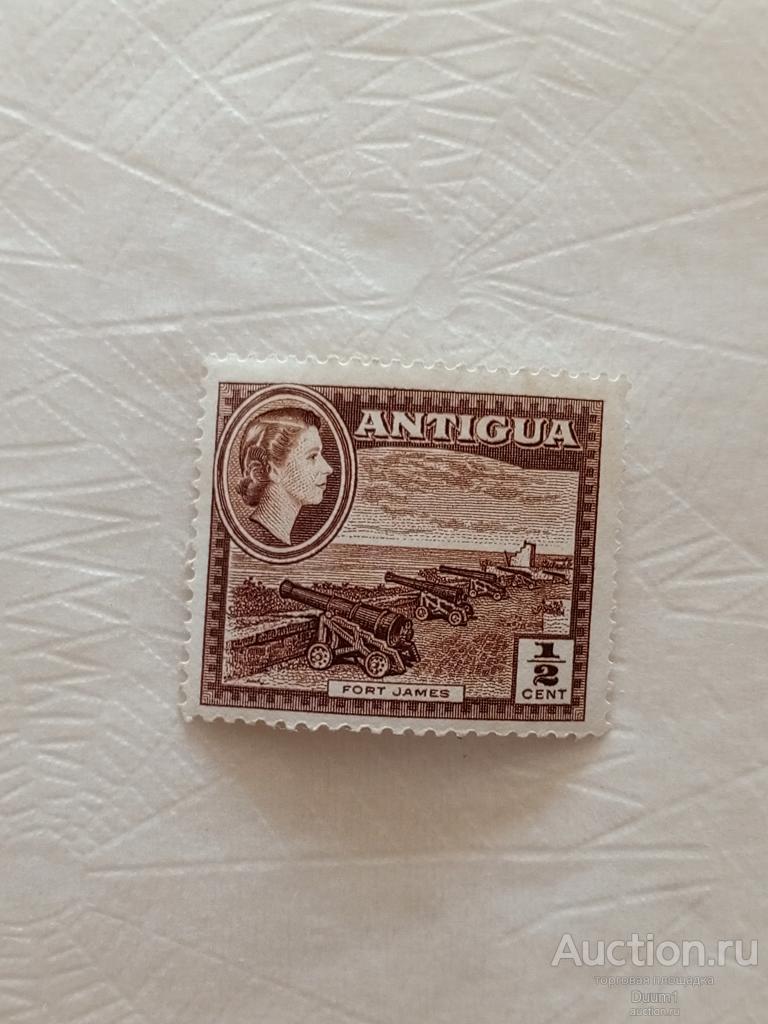 ANTIGUA
1/2
CENT
FORT JAMES
Auction.ru
торговая площадка
Duum1
auction.ru